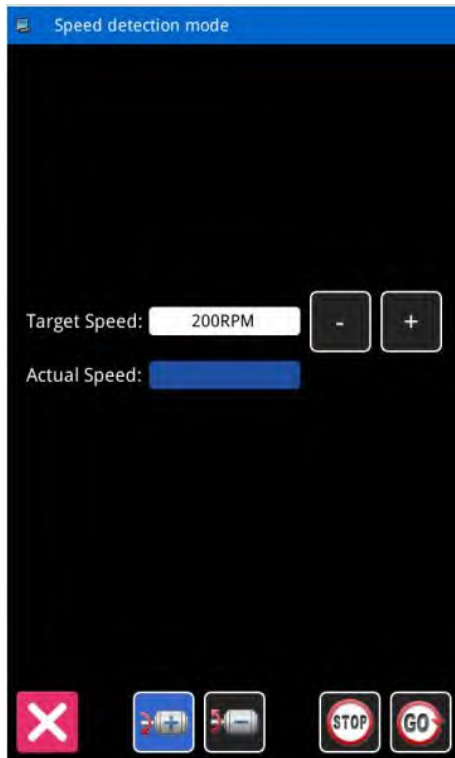 Speed detection mode
Target Speed: 200RPM - +
Actual Speed:
+ - STOP GO